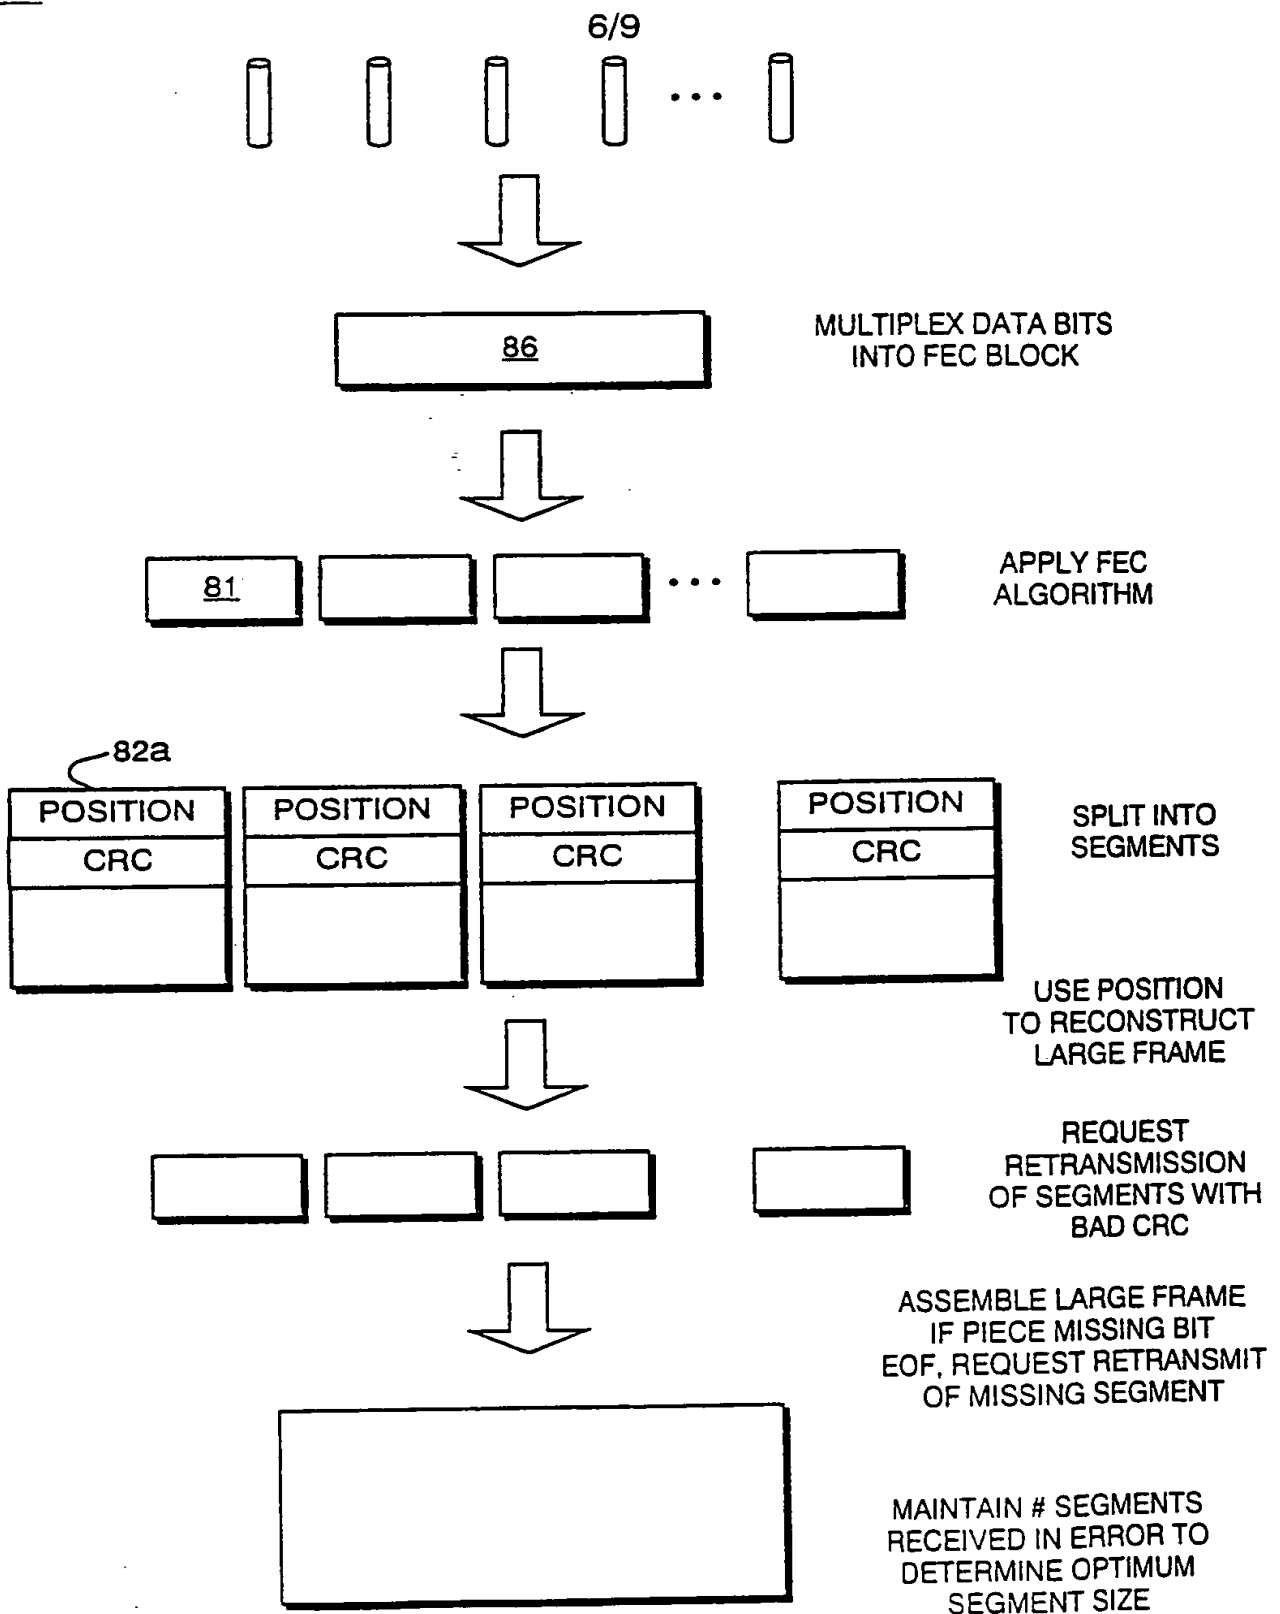 6/9
MULTIPLEX DATA BITS
INTO FEC BLOCK
86
APPLY FEC
ALGORITHM
81
82a
POSITION
CRC
POSITION
CRC
POSITION
CRC
POSITION
CRC
SPLIT INTO
SEGMENTS
USE POSITION
TO RECONSTRUCT
LARGE FRAME
REQUEST
RETRANSMISSION
OF SEGMENTS WITH
BAD CRC
ASSEMBLE LARGE FRAME
IF PIECE MISSING BIT
EOF, REQUEST RETRANSMIT
OF MISSING SEGMENT
MAINTAIN # SEGMENTS
RECEIVED IN ERROR TO
DETERMINE OPTIMUM
SEGMENT SIZE